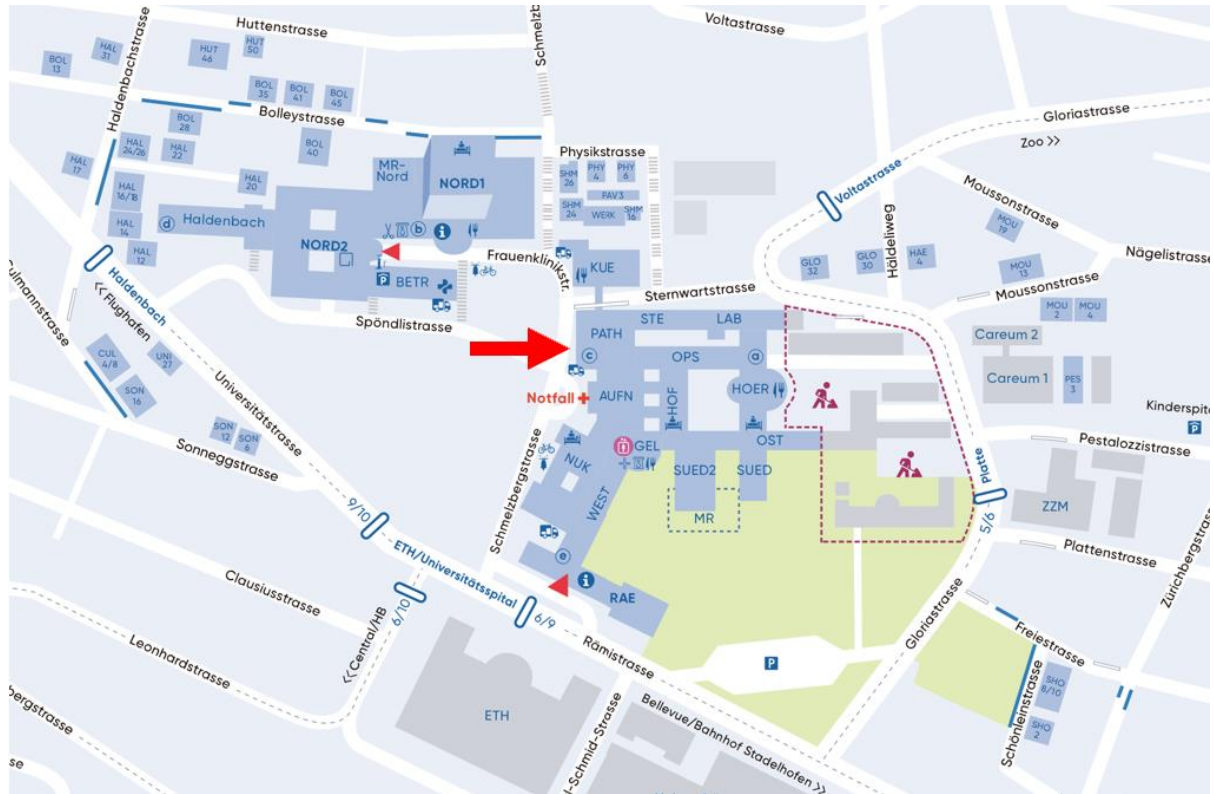 Huttenstrasse
Voltastrasse
Schmelzbergstrasse
Haldenbachstrasse
BOL
13
HAL
31
HUT
46
HUT
50
BOL
35
BOL
41
BOL
45
Bolleystrasse
BOL
28
HAL
24/26
HAL
22
BOL
40
HAL
17
HAL
16/18
HAL
20
HAL
14
HAL
12
d
Haldenbach
MR-
Nord
NORD1
NORD2
b
i
P
BETR
Frauenklinikstr.
Spöndlistrasse
Physikstrasse
SHM
26
PHY
4
PHY
6
PAV3
SHM
24
WERK
SHM
16
KUE
Sternwartstrasse
Gloriastrasse
Zoo >>
Voltastrasse
Häldeliweg
Moussonstrasse
MOU
19
Nägelistrasse
GLO
32
GLO
30
HAE
4
MOU
13
Moussonstrasse
MOU
2
MOU
4
Careum 2
Careum 1
PES
3
Kinderspit
P
Pestalozzistrasse
Platte
5/6
ZZM
Plattenstrasse
Zürichbergstrasse
STE
LAB
PATH
c
OPS
a
HOER
AUFN
HOF
Notfall
GEL
OST
NUK
SUED2
SUED
WEST
MR
e
i
RAE
Schmelzbergstrasse
Haldenbach
<< Flughafen
Culmannstrasse
CUL
4/8
UNI
27
SON
16
SON
12
SON
6
Sonneggstrasse
Universitätstrasse
9/10
ETH/Universitätsspital
6/9
Clausiusstrasse
Leonhardstrasse
6/10
<<Central/HB
ETH
Rämistrasse
P
Gloriastrasse
Freiestrasse
Schönleinstrasse
SHO
8/10
SHO
2
Bellevue/Bahnhof Stadelhofen >>
l-Schmid-Strasse
bergstrasse
se